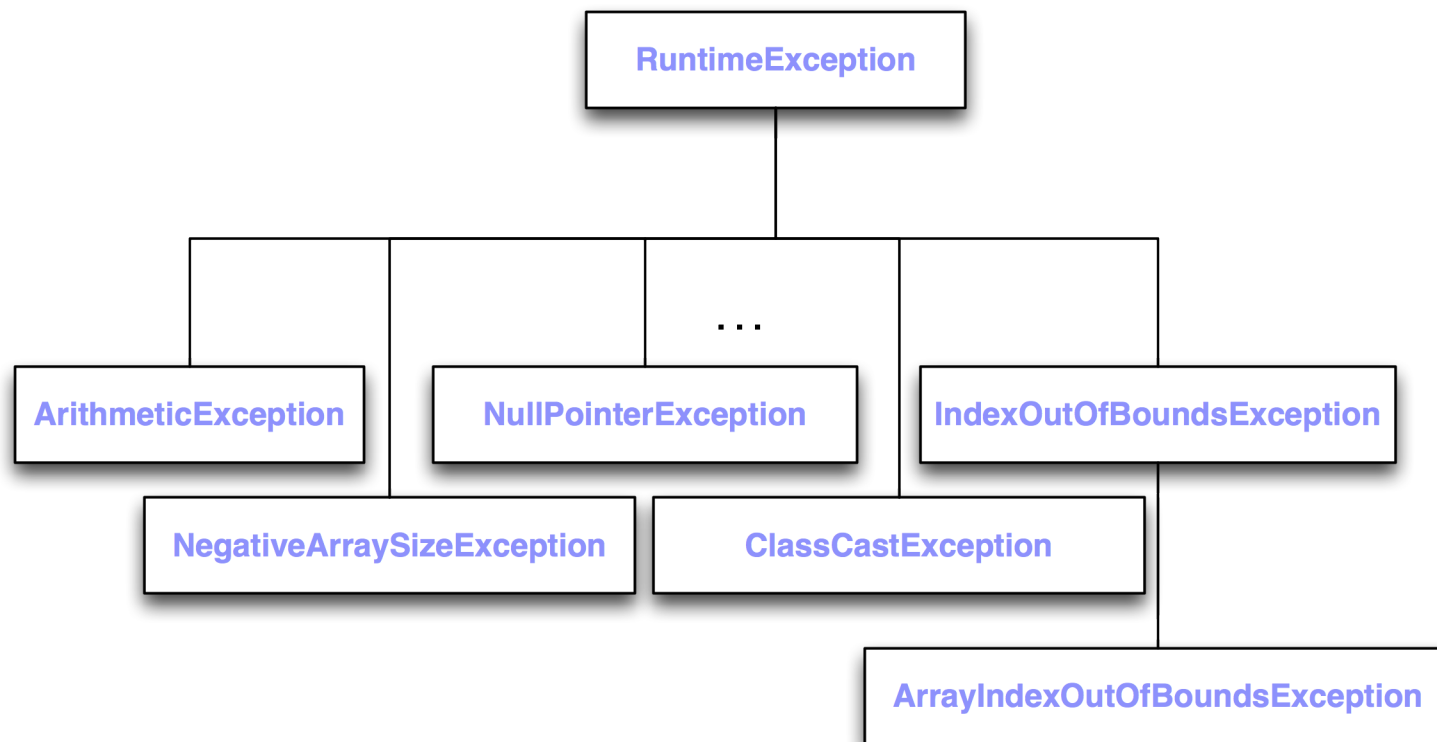 RuntimeException
...
ArithmeticException
NullPointerException
IndexOutOfBoundsException
NegativeArraySizeException
ClassCastException
ArrayIndexOutOfBoundsException